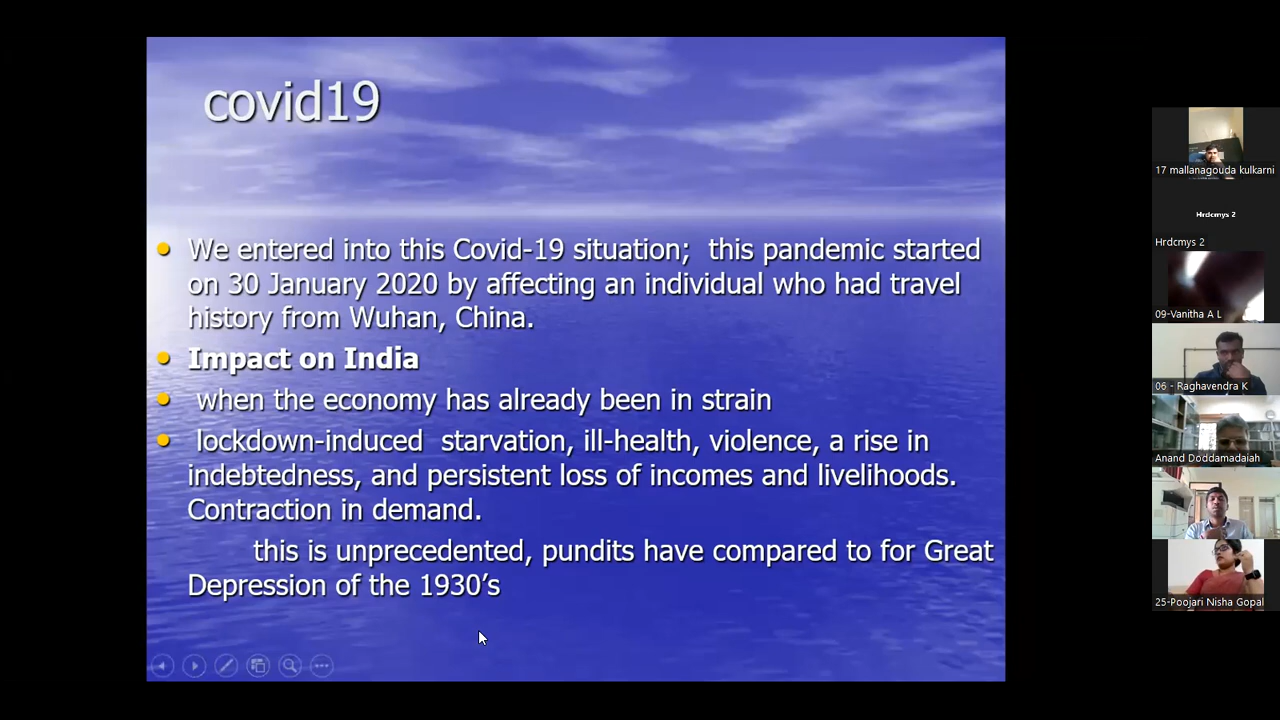 covid19
We entered into this Covid-19 situation; this pandemic started
on 30 January 2020 by affecting an individual who had travel
history from Wuhan, China.
Impact on India
when the economy has already been in strain
lockdown-induced starvation, ill-health, violence, a rise in
indebtedness, and persistent loss of incomes and livelihoods.
Contraction in demand.
this is unprecedented, pundits have compared to for Great
Depression of the 1930’s
17 mallanagouda kulkarni
Hrdcmys 2
Hrdcmys 2
09-Vanitha A L
06 - Raghavendra K
Anand Doddamadaiah
25-Poojari Nisha Gopal